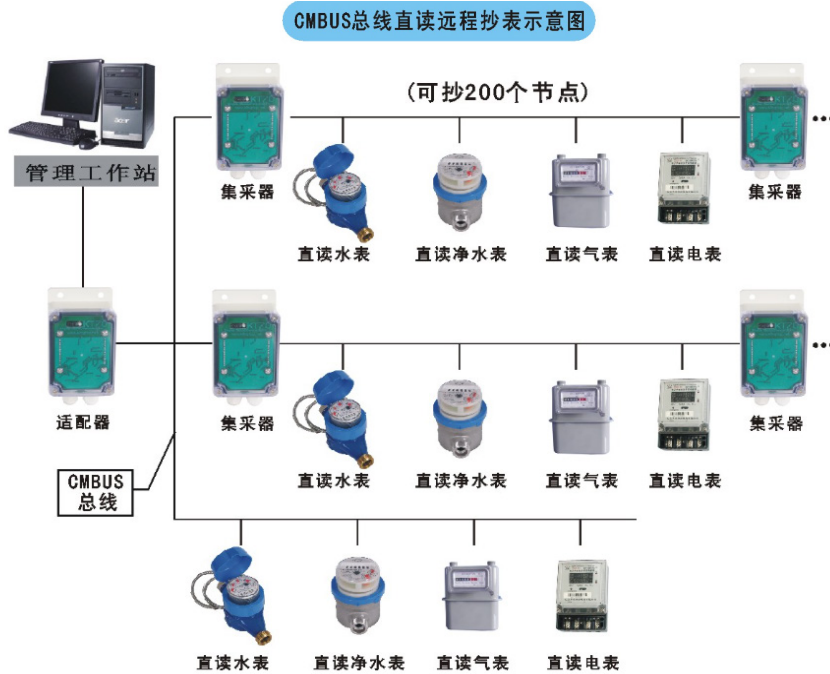 CMBUS总线直读远程抄表示意图
(可抄200个节点)
acer
管理工作站
集采器
集采器
直读水表
直读净水表
直读气表
直读电表
适配器
集采器
集采器
直读水表
直读净水表
直读气表
直读电表
CMBUS
总线
直读水表
直读净水表
直读气表
直读电表